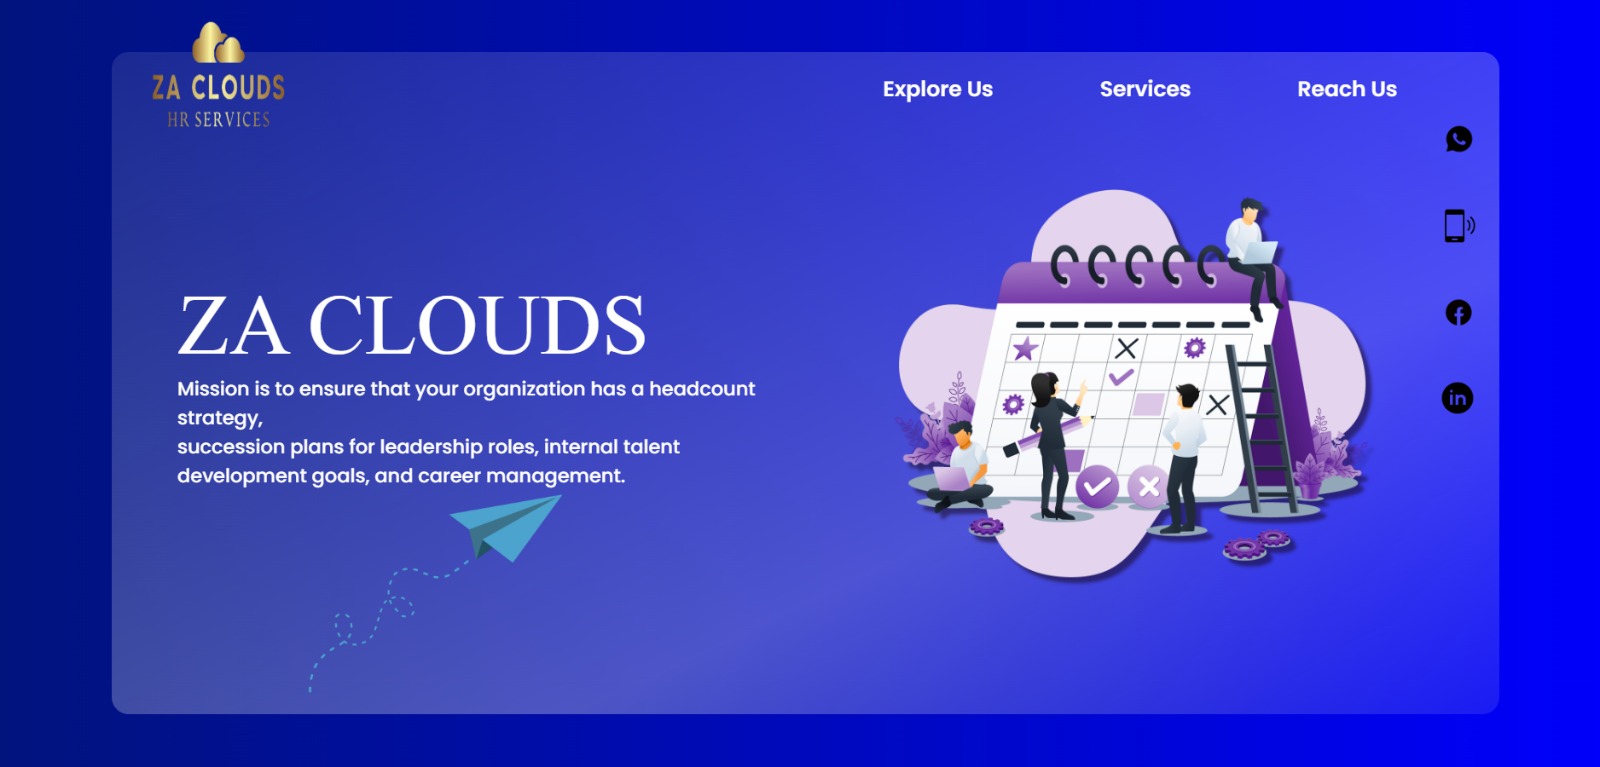 ZA CLOUDS
HR SERVICES
Explore Us
Services
Reach Us
ZA CLOUDS
Mission is to ensure that your organization has a headcount
strategy,
succession plans for leadership roles, internal talent
development goals, and career management.
in